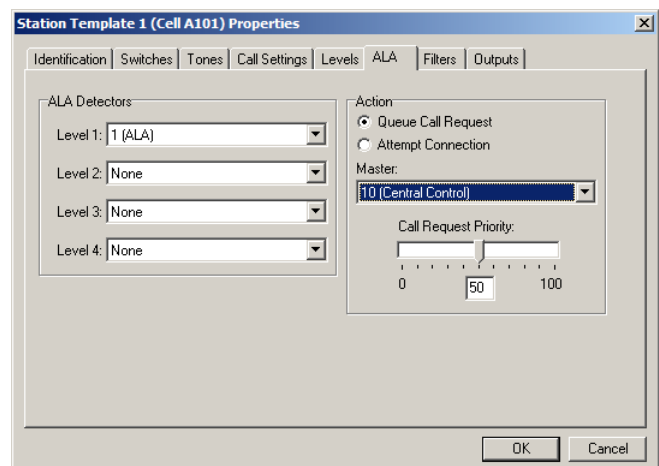 Station Template 1 (Cell A101) Properties
Identification Switches Tones Call Settings Levels ALA Filters Outputs
ALA Detectors
Level 1: 1 (ALA)
Level 2: None
Level 3: None
Level 4: None
Action
Queue Call Request
Attempt Connection
Master:
10 (Central Control)
Call Request Priority:
0 50 100
OK Cancel